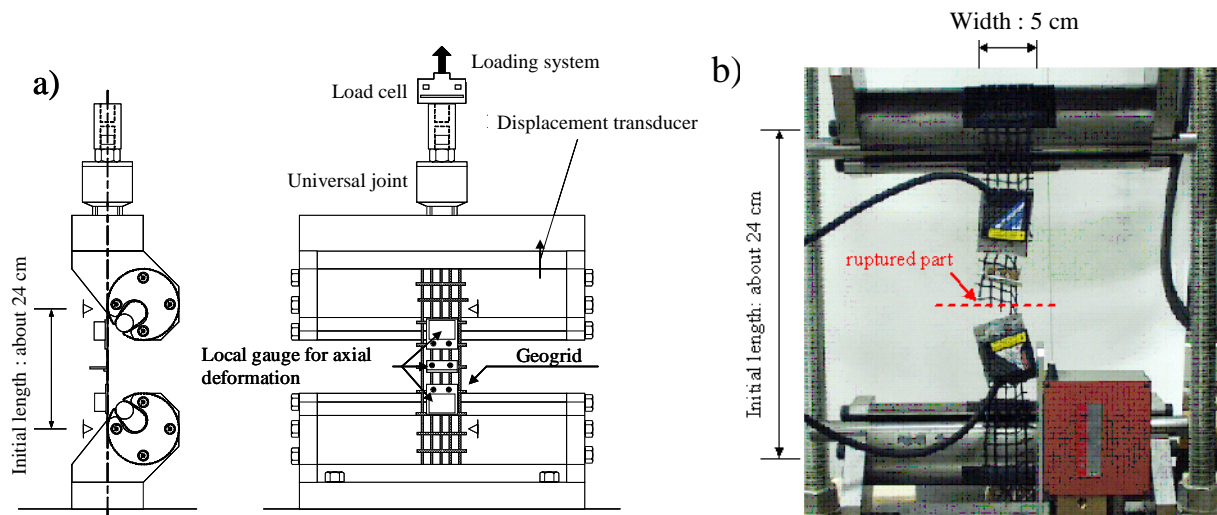 a)
Loading system
Load cell
Displacement transducer
Universal joint
Initial length : about 24 cm
Local gauge for axial
deformation
Geogrid
b)
Width : 5 cm
Initial length: about 24 cm
ruptured part